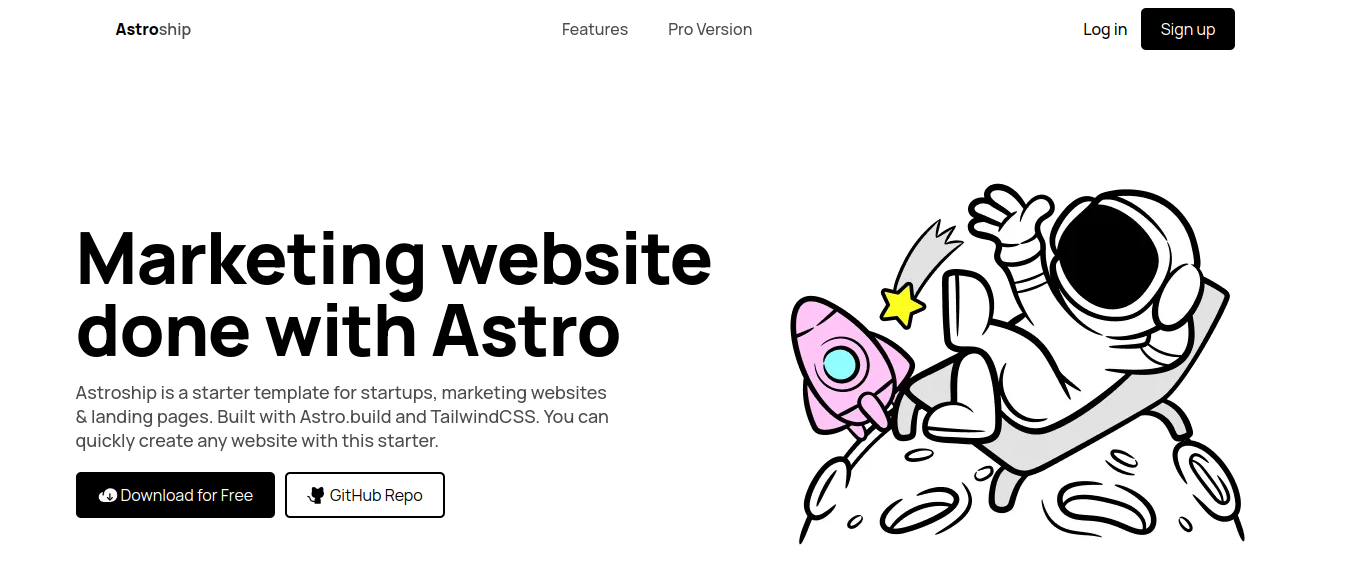 Astroship
Features
Pro Version
Log in
Sign up
Marketing website
done with Astro
Astroship is a starter template for startups, marketing websites
& landing pages. Built with Astro.build and TailwindCSS. You can
quickly create any website with this starter.
Download for Free
GitHub Repo